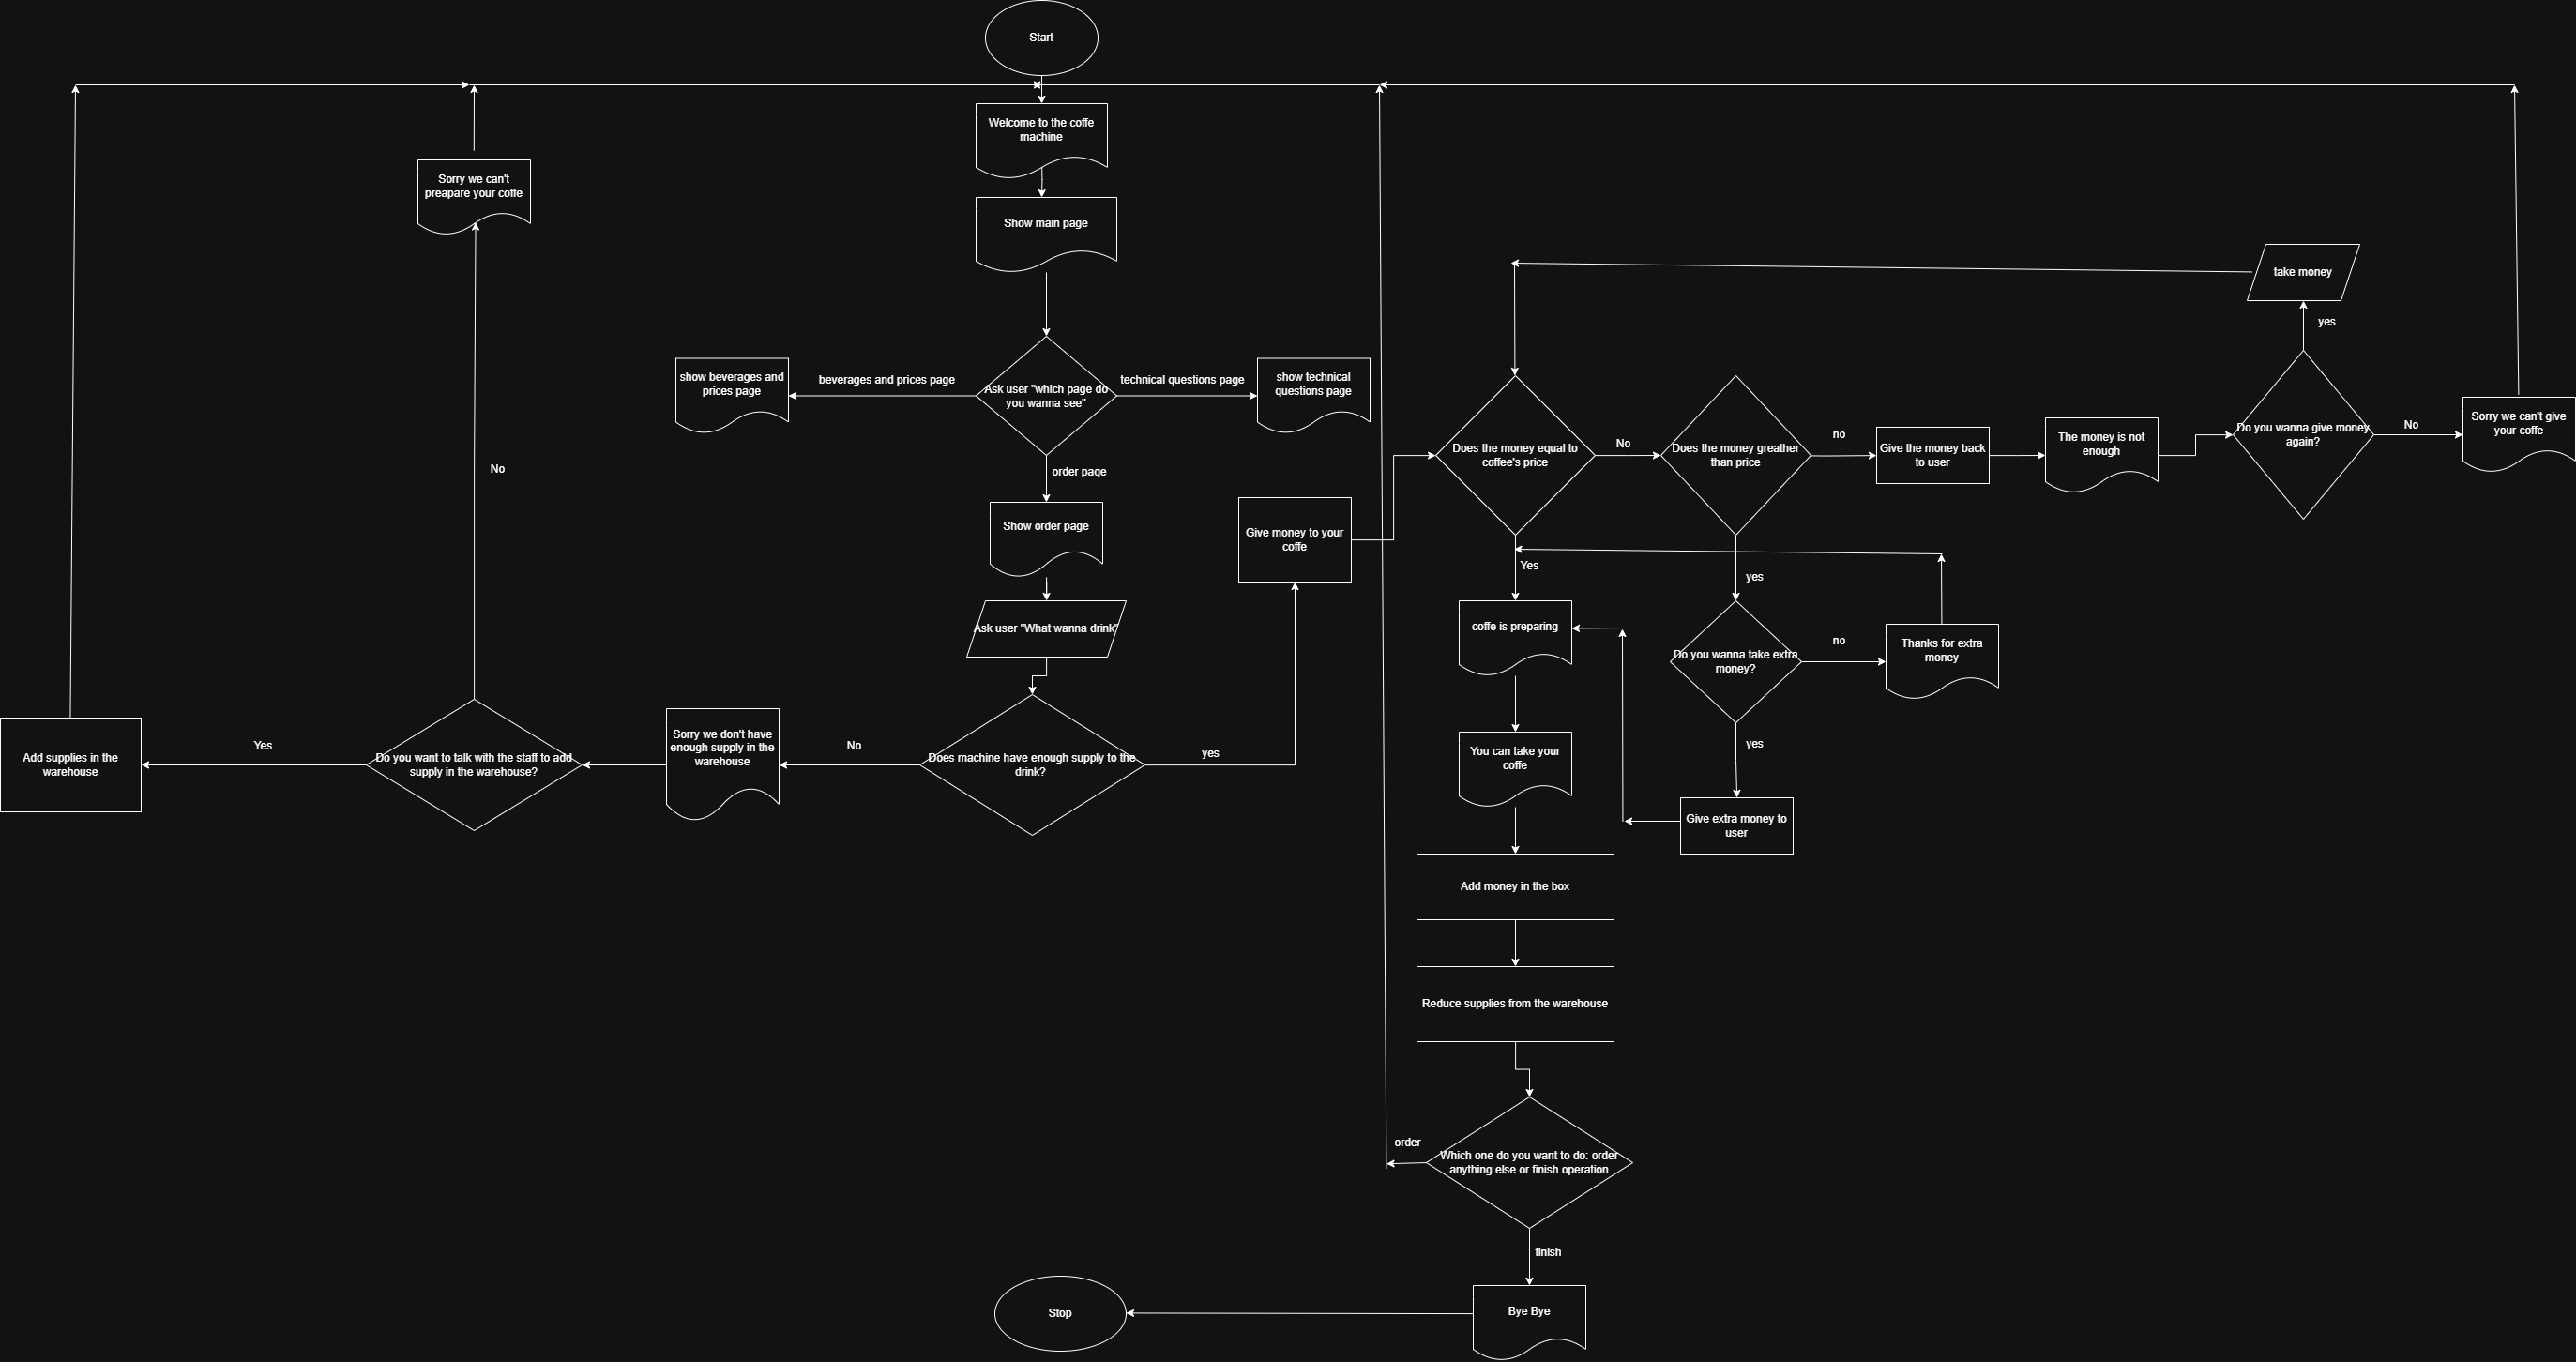 Start
Welcome to the coffe
machine
Sorry we can't
preapare your coffe
Show main page
take money
yes
show beverages and
prices page
beverages and prices page
Ask user "which page do
you wanna see"
technical questions page
show technical
questions page
order page
No
Does the money equal to
coffee's price
No
Does the money greather
than price
no
Give the money back
to user
The money is not
enough
Do you wanna give money
again?
No
Sorry we can't give
your coffe
Show order page
Give money to your
coffe
Yes
yes
Ask user "What wanna drink"
coffe is preparing
Do you wanna take extra
money?
no
Thanks for extra
money
Add supplies in the
warehouse
Yes
Do you want to talk with the staff to add
supply in the warehouse?
Sorry we don't have
enough supply in the
warehouse
No
Does machine have enough supply to the
drink?
yes
You can take your
coffe
yes
Give extra money to
user
Add money in the box
Reduce supplies from the warehouse
order
Which one do you want to do: order
anything else or finish operation
finish
Stop
Bye Bye